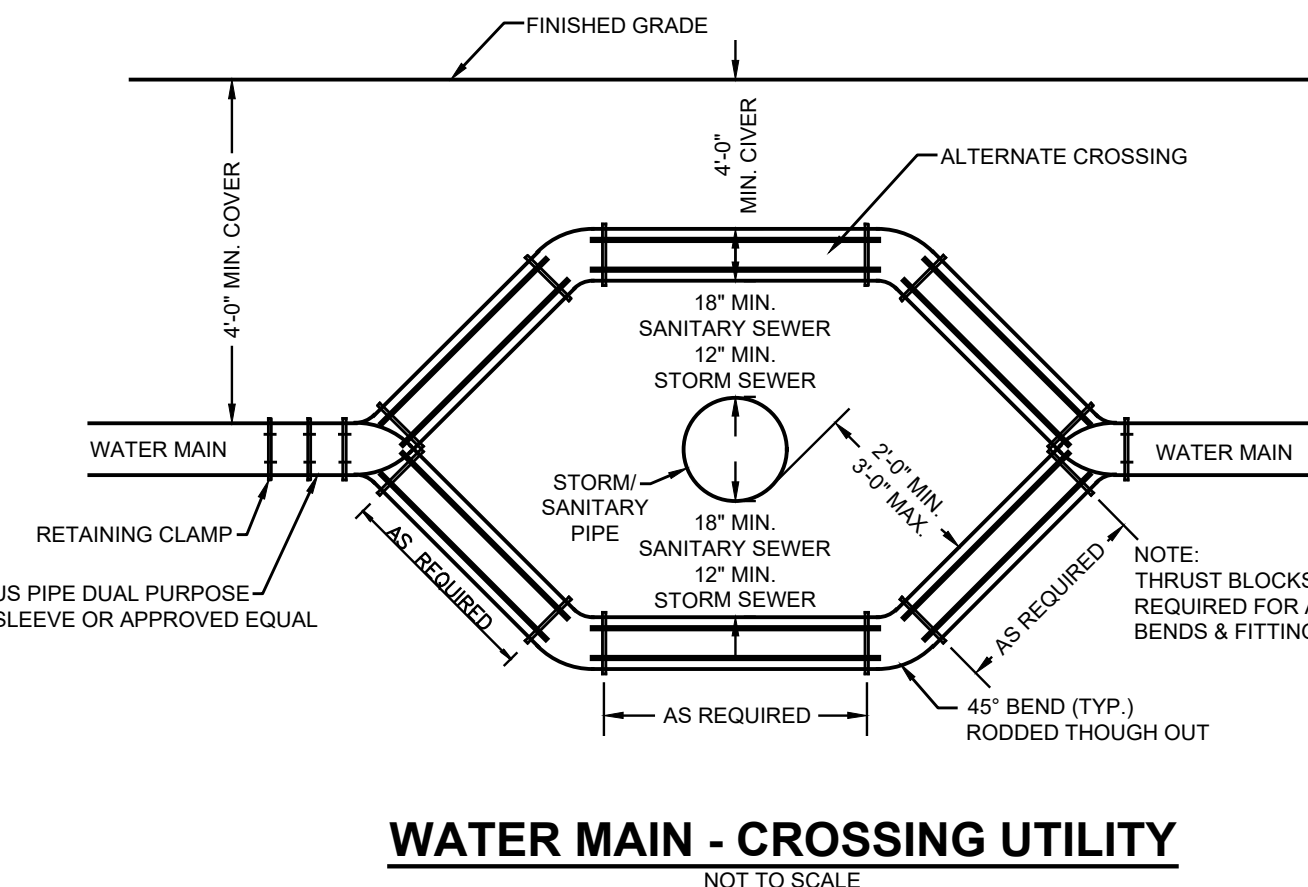 FINISHED GRADE
4'-0" MIN. COVER
4'-0"
MIN. CIVER
ALTERNATE CROSSING
18" MIN.
SANITARY SEWER
12" MIN.
STORM SEWER
WATER MAIN
WATER MAIN
STORM/
SANITARY
PIPE
2'-0" MIN.
3'-0" MAX.
18" MIN.
SANITARY SEWER
12" MIN.
STORM SEWER
RETAINING CLAMP
US PIPE DUAL PURPOSE
SLEEVE OR APPROVED EQUAL
AS REQUIRED
AS REQUIRED
AS REQUIRED
NOTE:
THRUST BLOCKS
REQUIRED FOR
BENDS &
45° BEND (TYP.)
RODDED THOUGH OUT
WATER MAIN - CROSSING UTILITY
NOT TO SCALE